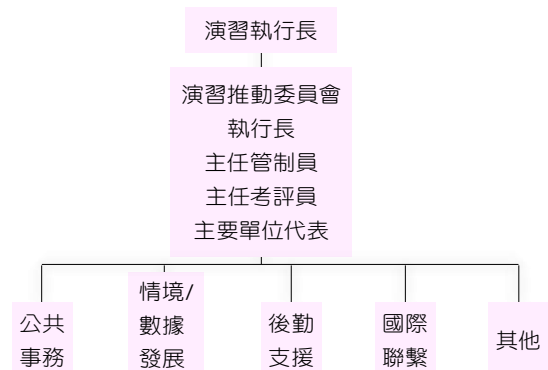 演習執行長
演習推動委員會
執行長
主任管制員
主任考評員
主要單位代表
公共
事務
情境/
數據
發展
後勤
支援
國際
聯繫
其他